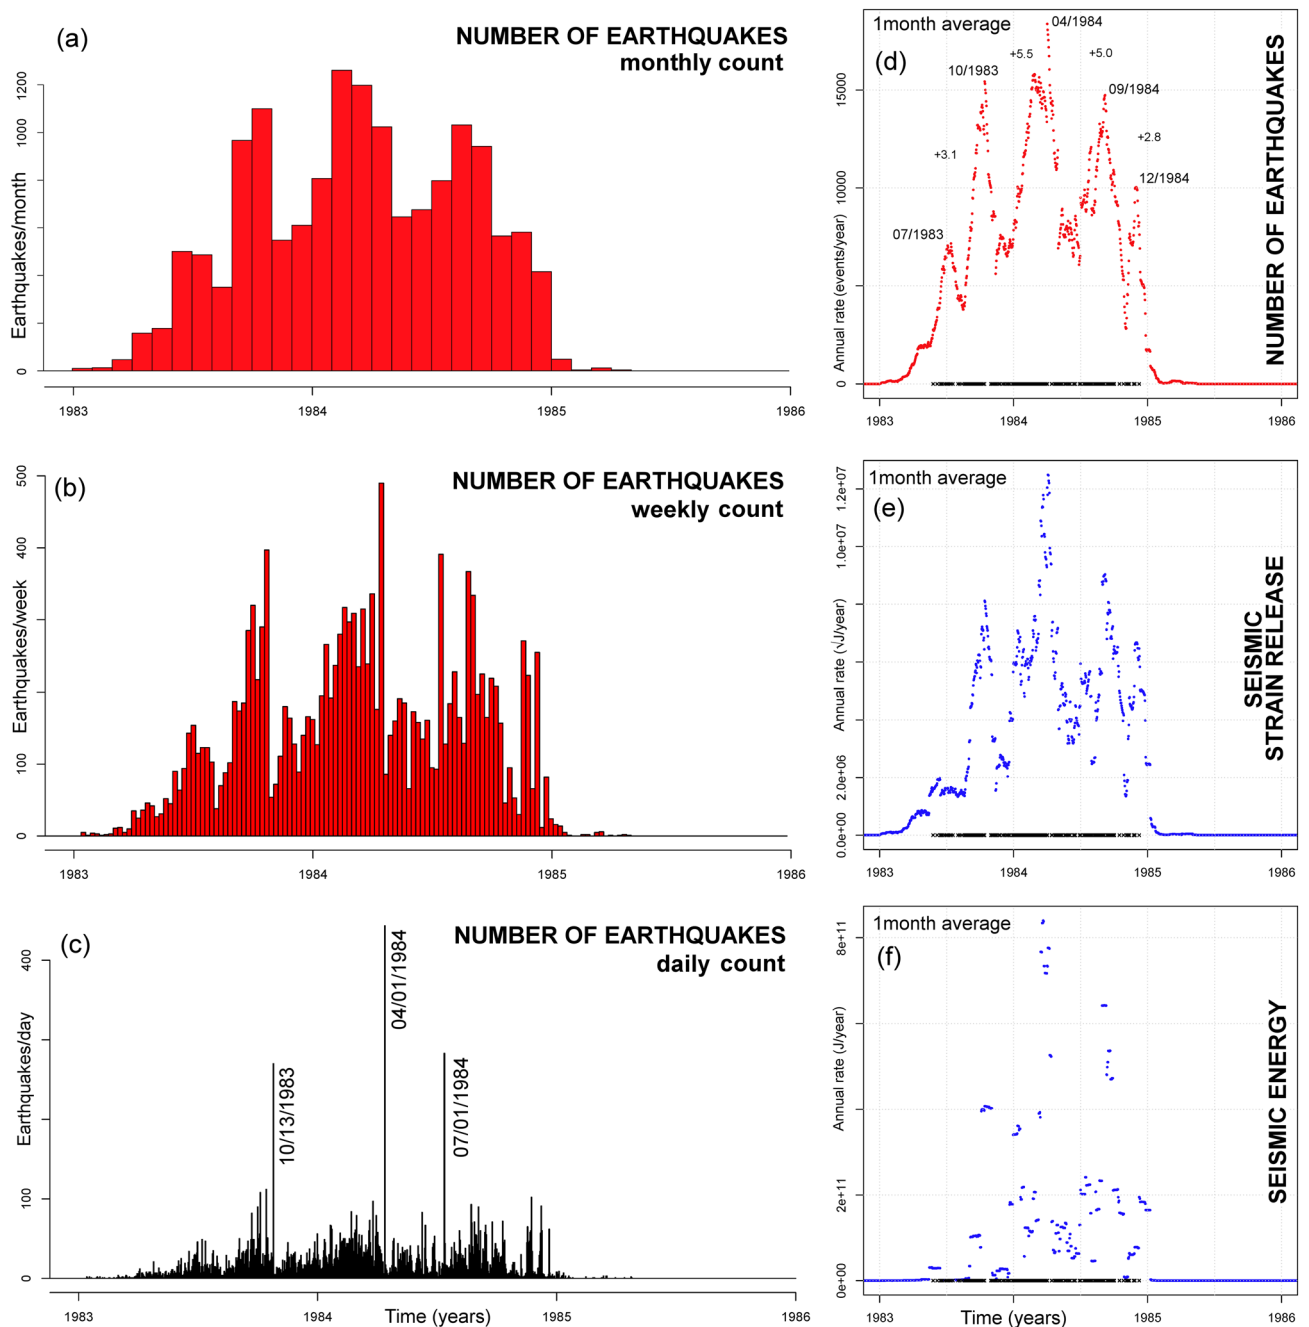 (a)
NUMBER OF EARTHQUAKES
monthly count
Earthquakes/month
1200
1000
0
1983
1984
1985
1986
(b)
NUMBER OF EARTHQUAKES
weekly count
Earthquakes/week
500
400
100
0
1983
1984
1985
1986
(c)
NUMBER OF EARTHQUAKES
daily count
Earthquakes/day
400
100
0
10/13/1983
04/01/1984
07/01/1984
1983
1984
1985
1986
Time (years)
1month average
(d)
NUMBER OF EARTHQUAKES
Annual rate (events/year)
15000
10000
0
07/1983
+3.1
10/1983
+5.5
04/1984
+5.0
09/1984
+2.8
12/1984
1983
1984
1985
1986
1month average
(e)
SEISMIC
STRAIN RELEASE
Annual rate (√J/year)
1.2e+07
1.0e+07
2.0e+06
0.0e+00
1983
1984
1985
1986
1month average
(f)
SEISMIC ENERGY
Annual rate (J/year)
8e+11
2e+11
0e+00
1983
1984
1985
1986
Time (years)